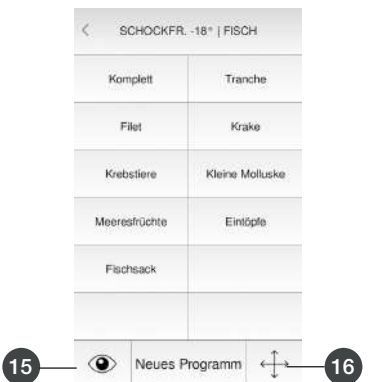 SCHOCKFR. -18° | FISCH
Komplett Tranche
Filet Krake
Krebstiere Kleine Molluske
Meeresfrüchte Eintöpfe
Fischsack
15 Neues Programm 16